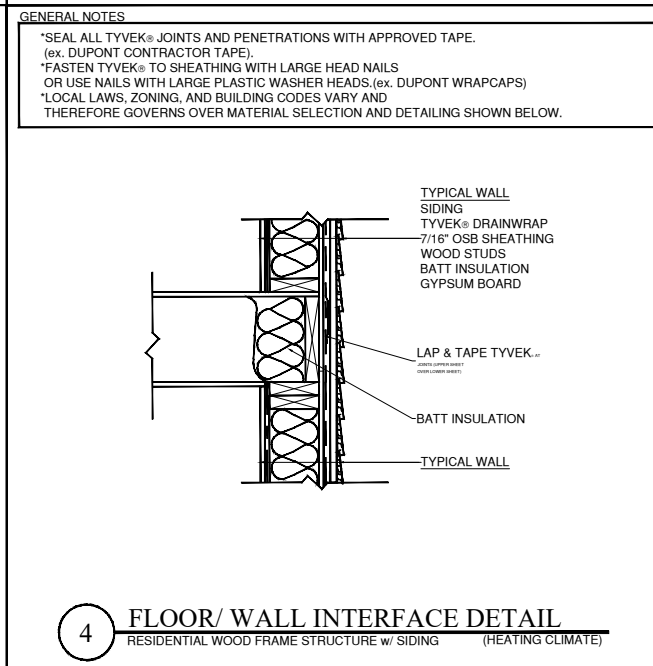 GENERAL NOTES
*SEAL ALL TYVEK® JOINTS AND PENETRATIONS WITH APPROVED TAPE.
(ex. DUPONT CONTRACTOR TAPE).
*FASTEN TYVEK® TO SHEATHING WITH LARGE HEAD NAILS
OR USE NAILS WITH LARGE PLASTIC WASHER HEADS.(ex. DUPONT WRAPCAPS)
*LOCAL LAWS, ZONING, AND BUILDING CODES VARY AND
THEREFORE GOVERNS OVER MATERIAL SELECTION AND DETAILING SHOWN BELOW.
TYPICAL WALL
SIDING
TYVEK® DRAINWRAP
7/16" OSB SHEATHING
WOOD STUDS
BATT INSULATION
GYPSUM BOARD
LAP & TAPE TYVEK® AT
JOINTS (UPPER SHEET
OVER LOWER SHEET)
BATT INSULATION
TYPICAL WALL
4
FLOOR/ WALL INTERFACE DETAIL
RESIDENTIAL WOOD FRAME STRUCTURE w/ SIDING (HEATING CLIMATE)